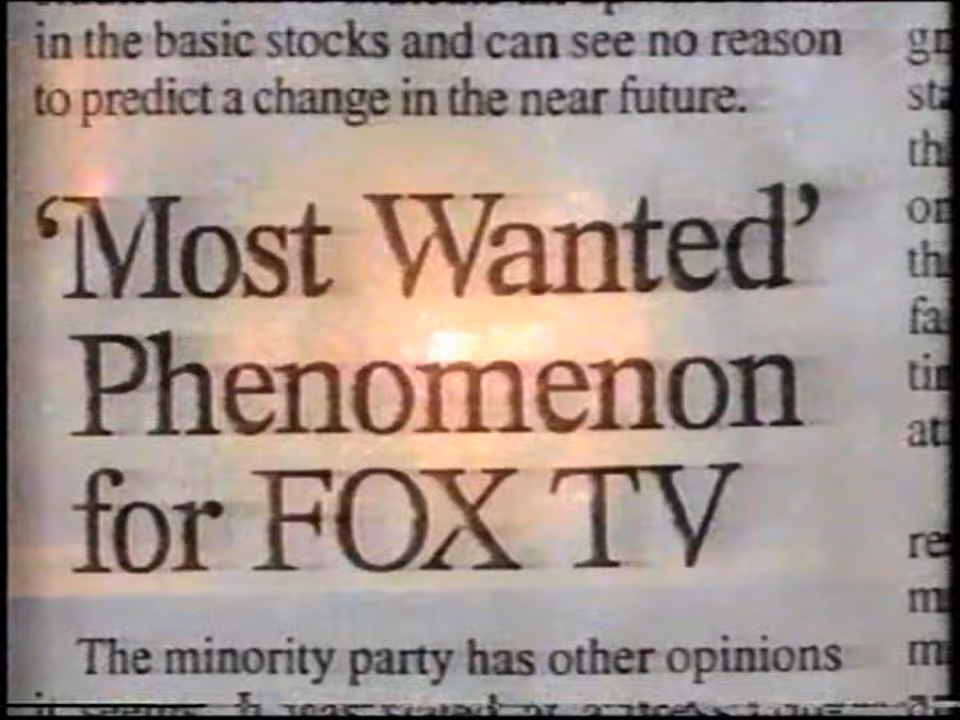 in the basic stocks and can see no reason
to predict a change in the near future.
‘Most Wanted’
Phenomenon
for FOX TV
The minority party has other opinions